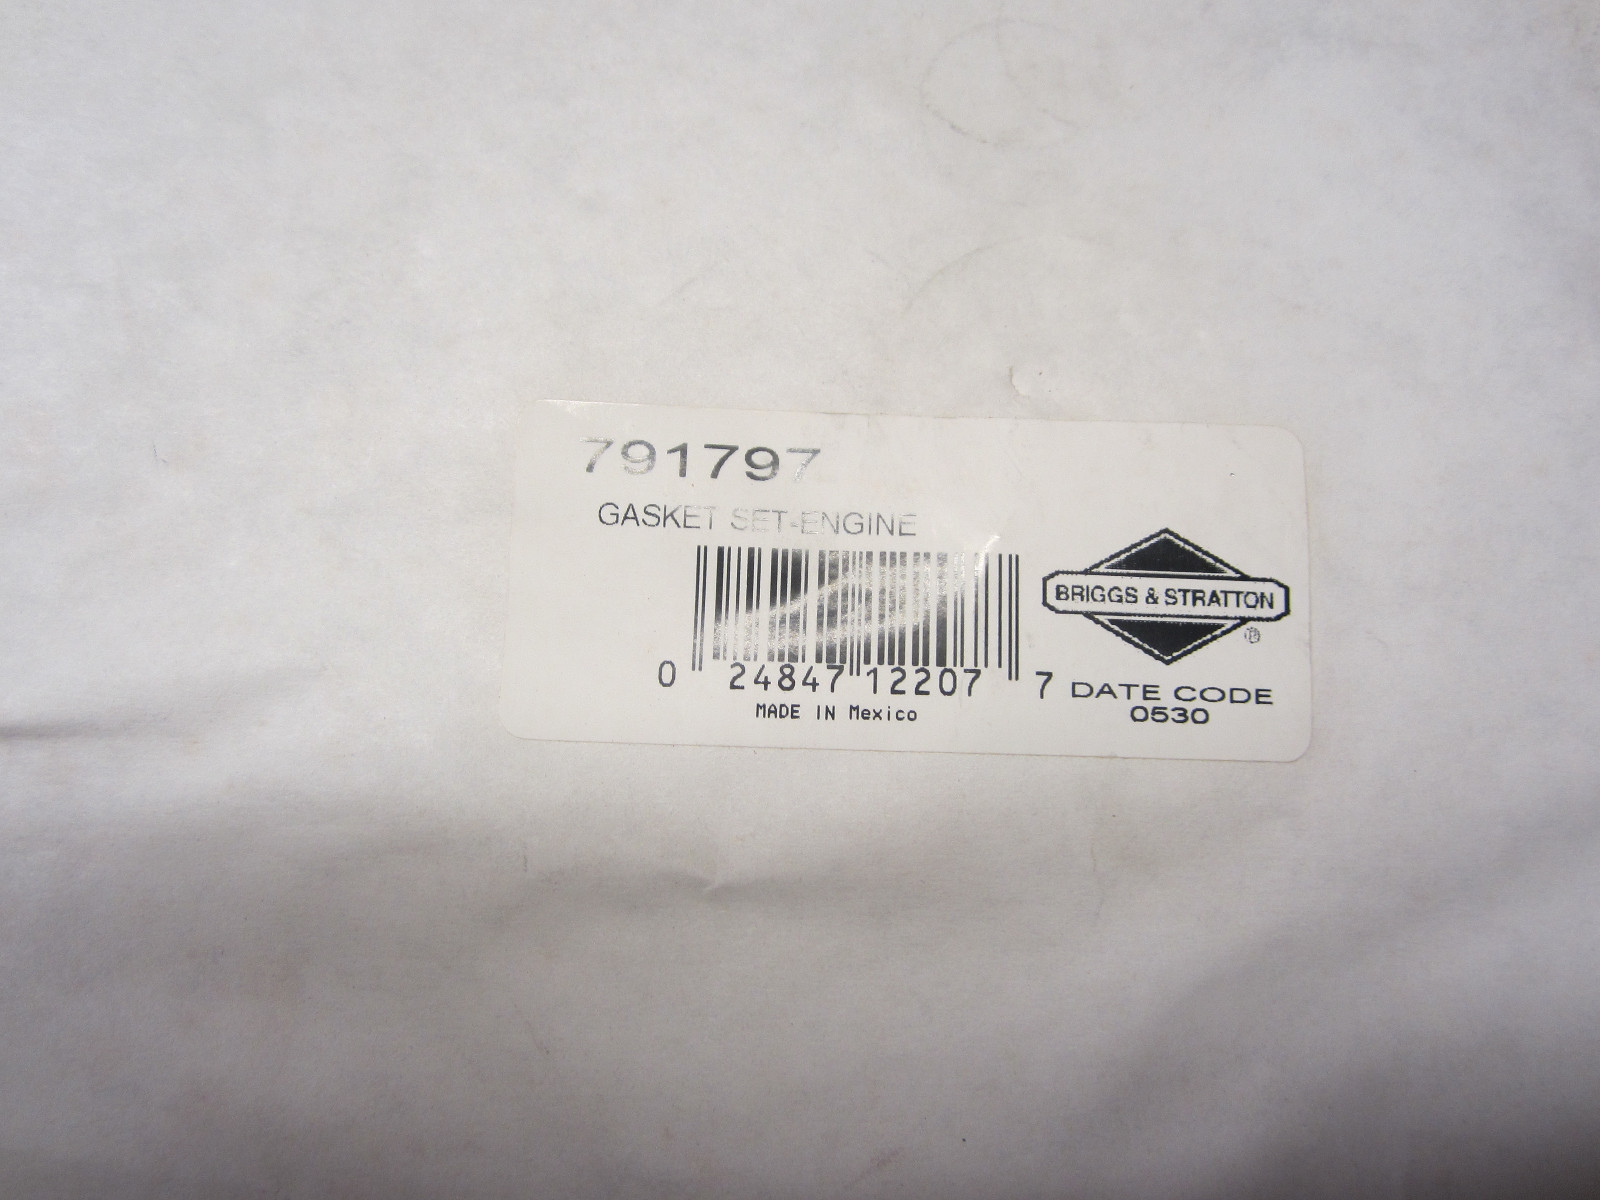 791797
GASKET SET-ENGINE
BRIGGS & STRATTON
®
0 24847 12207 7
MADE IN Mexico
DATE CODE
0530